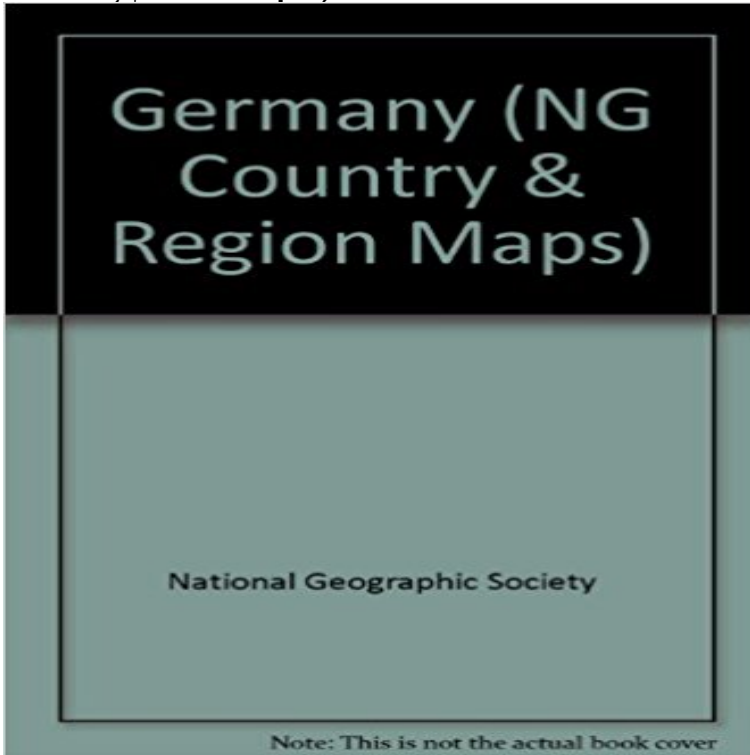 Germany (NG
Country &
Region Maps)
National Geographic Society
Note: This is not the actual book cover